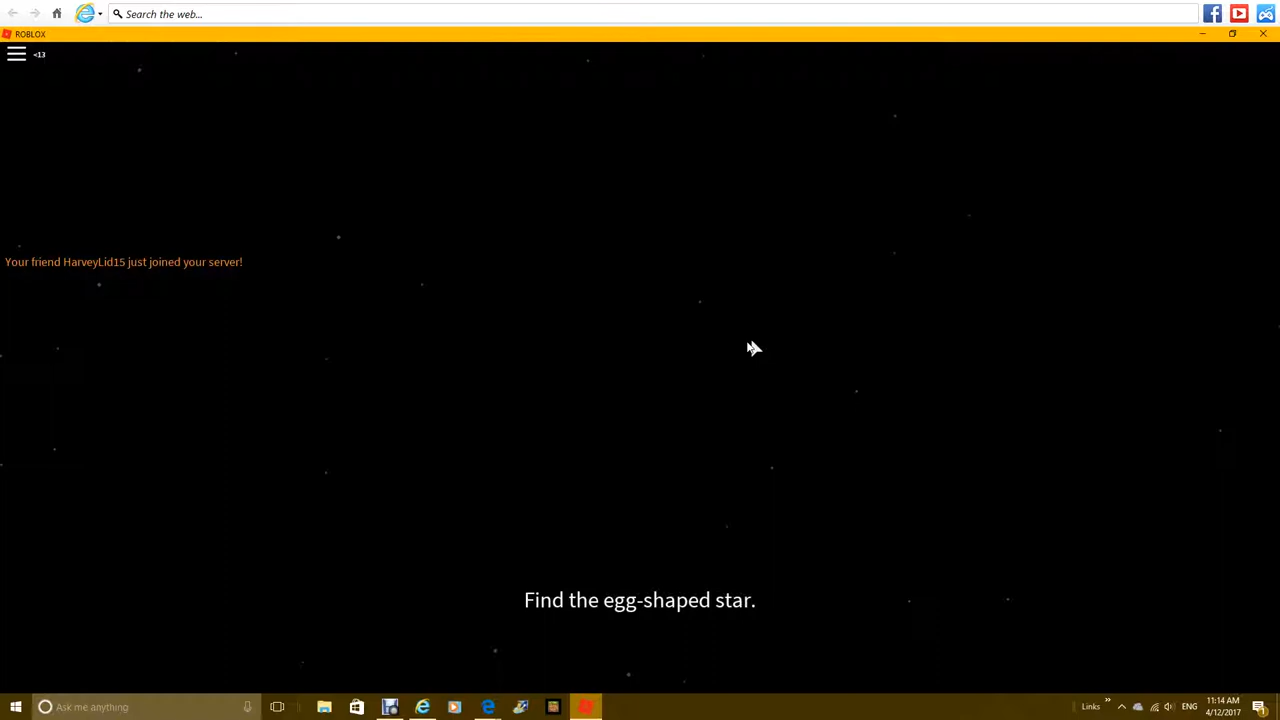 Search the web...
ROBLOX
<13
Your friend HarveyLid15 just joined your server!
Find the egg-shaped star.
Ask me anything
Links
ENG
11:14 AM
4/12/2017